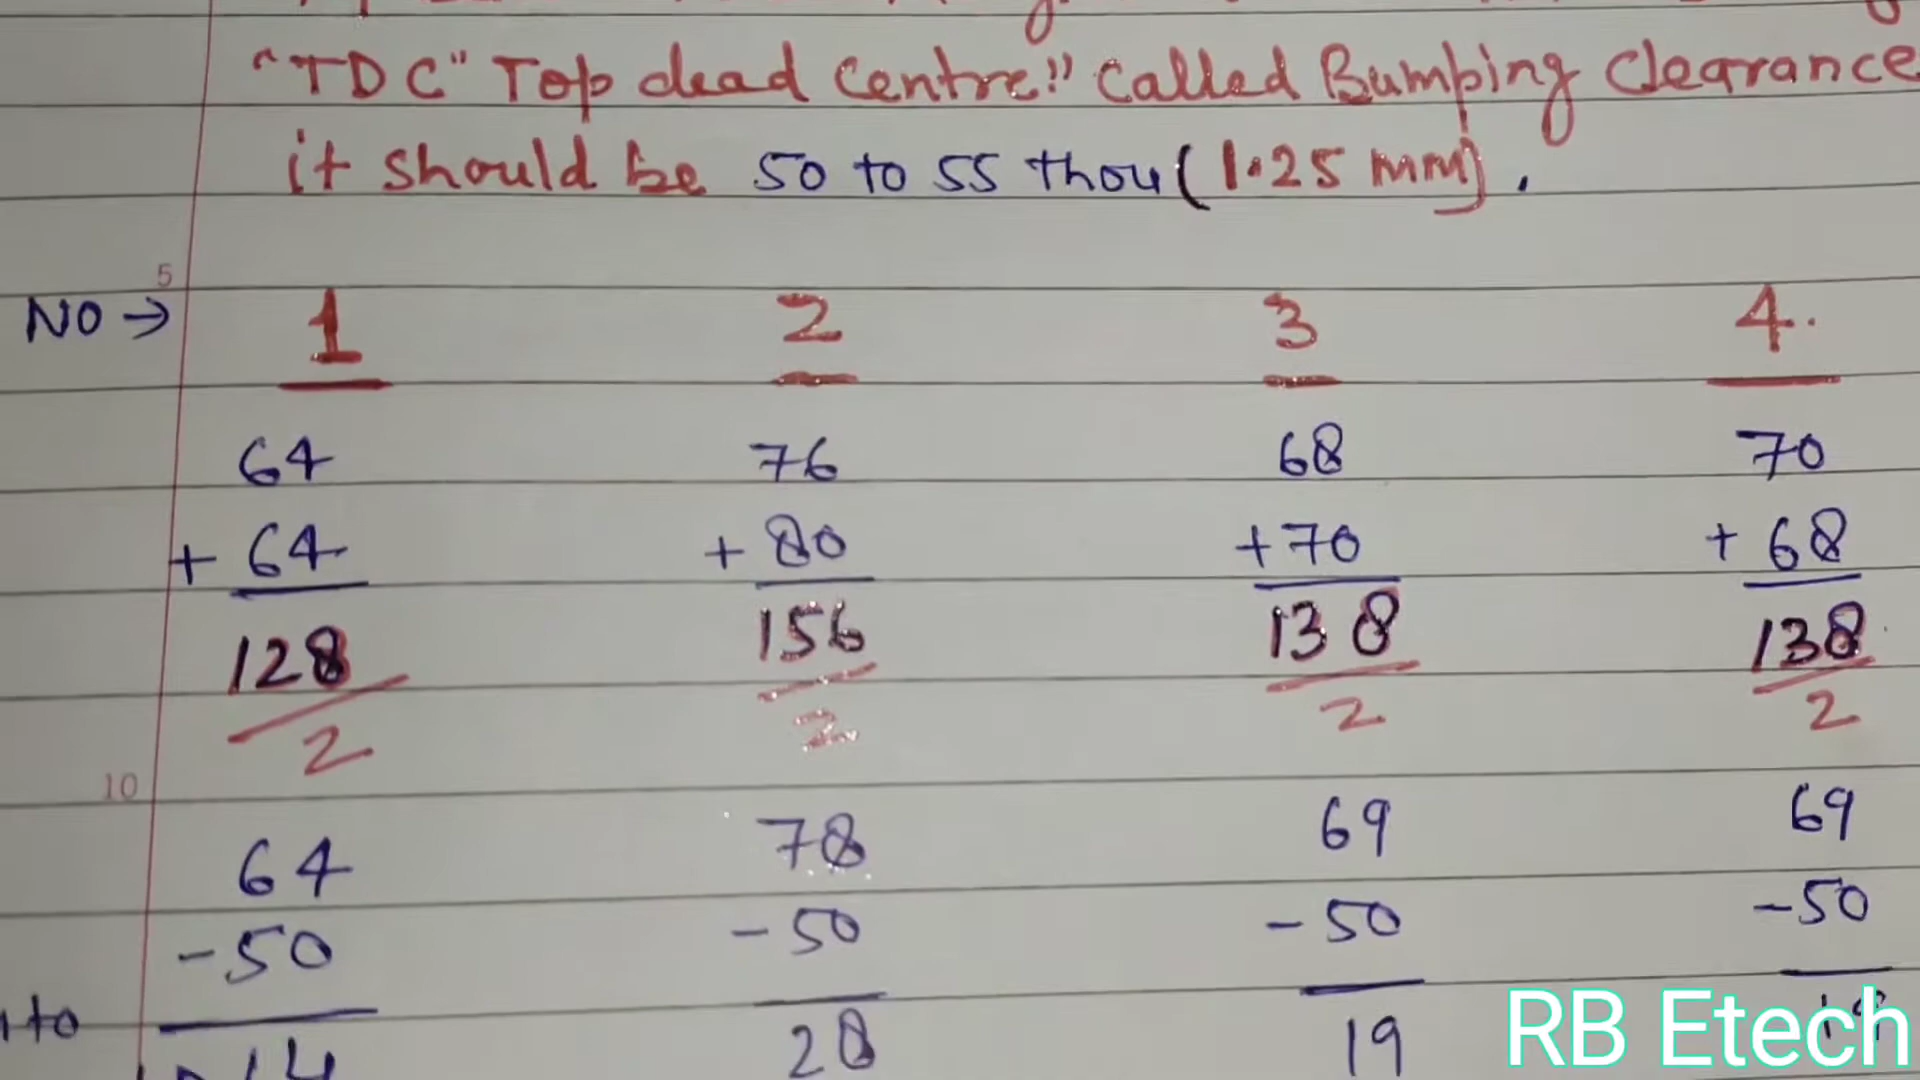 "TDC" Top dead Centre" Called Bumping Clearance
it should be 50 to 55 thou (1.25 mm).
5
NO → 1 2 3 4.
64 76 68 70
+ 64 + 80 + 70 + 68
128 156 138 138
2 2 2 2
10
64 78 69 69
- 50 - 50 - 50 - 50
14 28 19 19
RB Etech